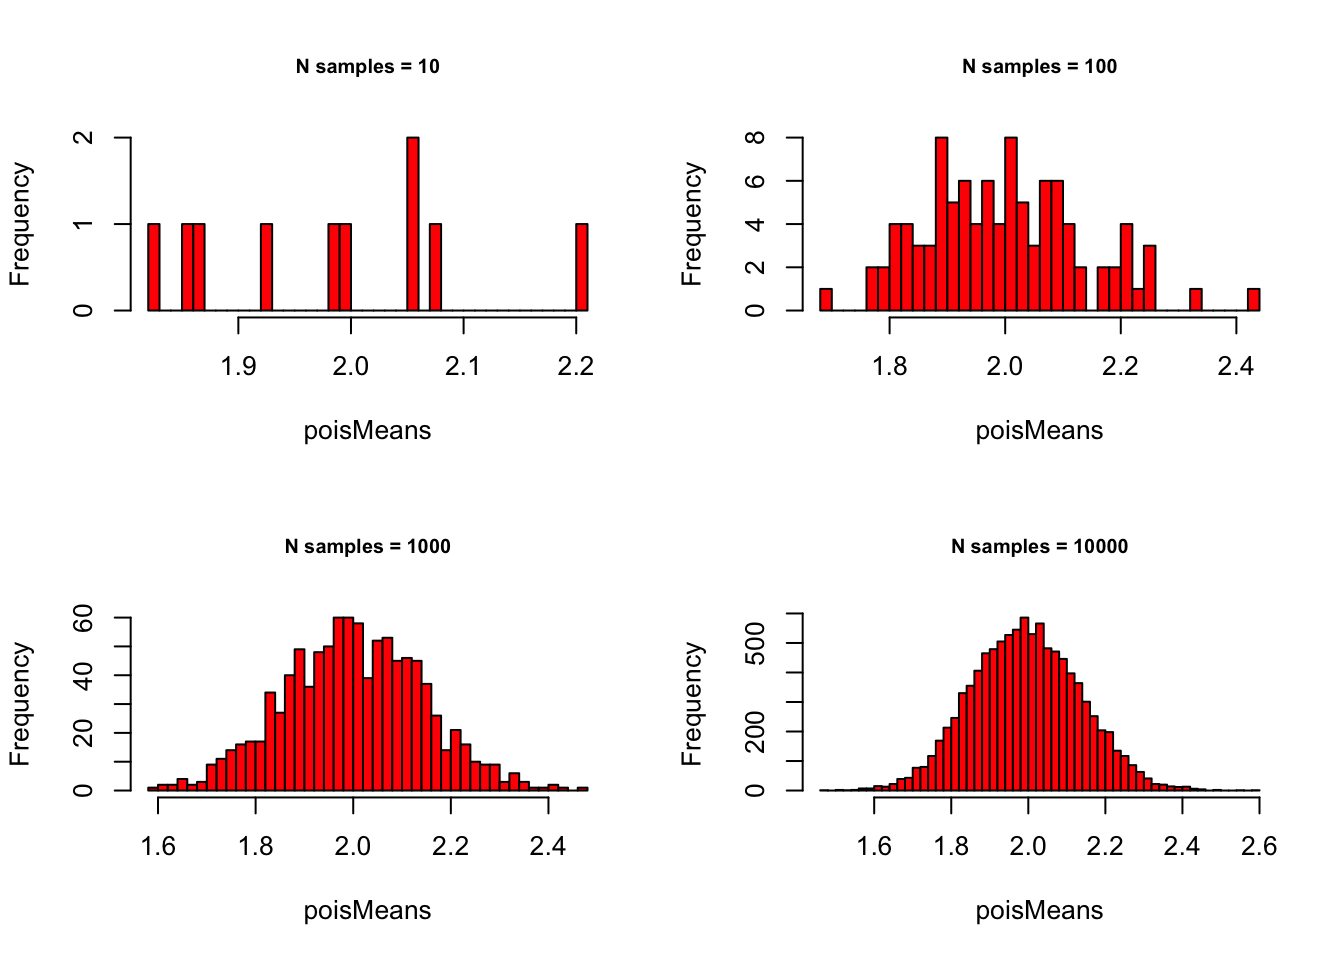 N samples = 10
Frequency
0 1 2
1.9 2.0 2.1 2.2
poisMeans
N samples = 100
Frequency
0 2 4 6 8
1.8 2.0 2.2 2.4
poisMeans
N samples = 1000
Frequency
0 20 40 60
1.6 1.8 2.0 2.2 2.4
poisMeans
N samples = 10000
Frequency
0 200 500
1.6 1.8 2.0 2.2 2.4 2.6
poisMeans